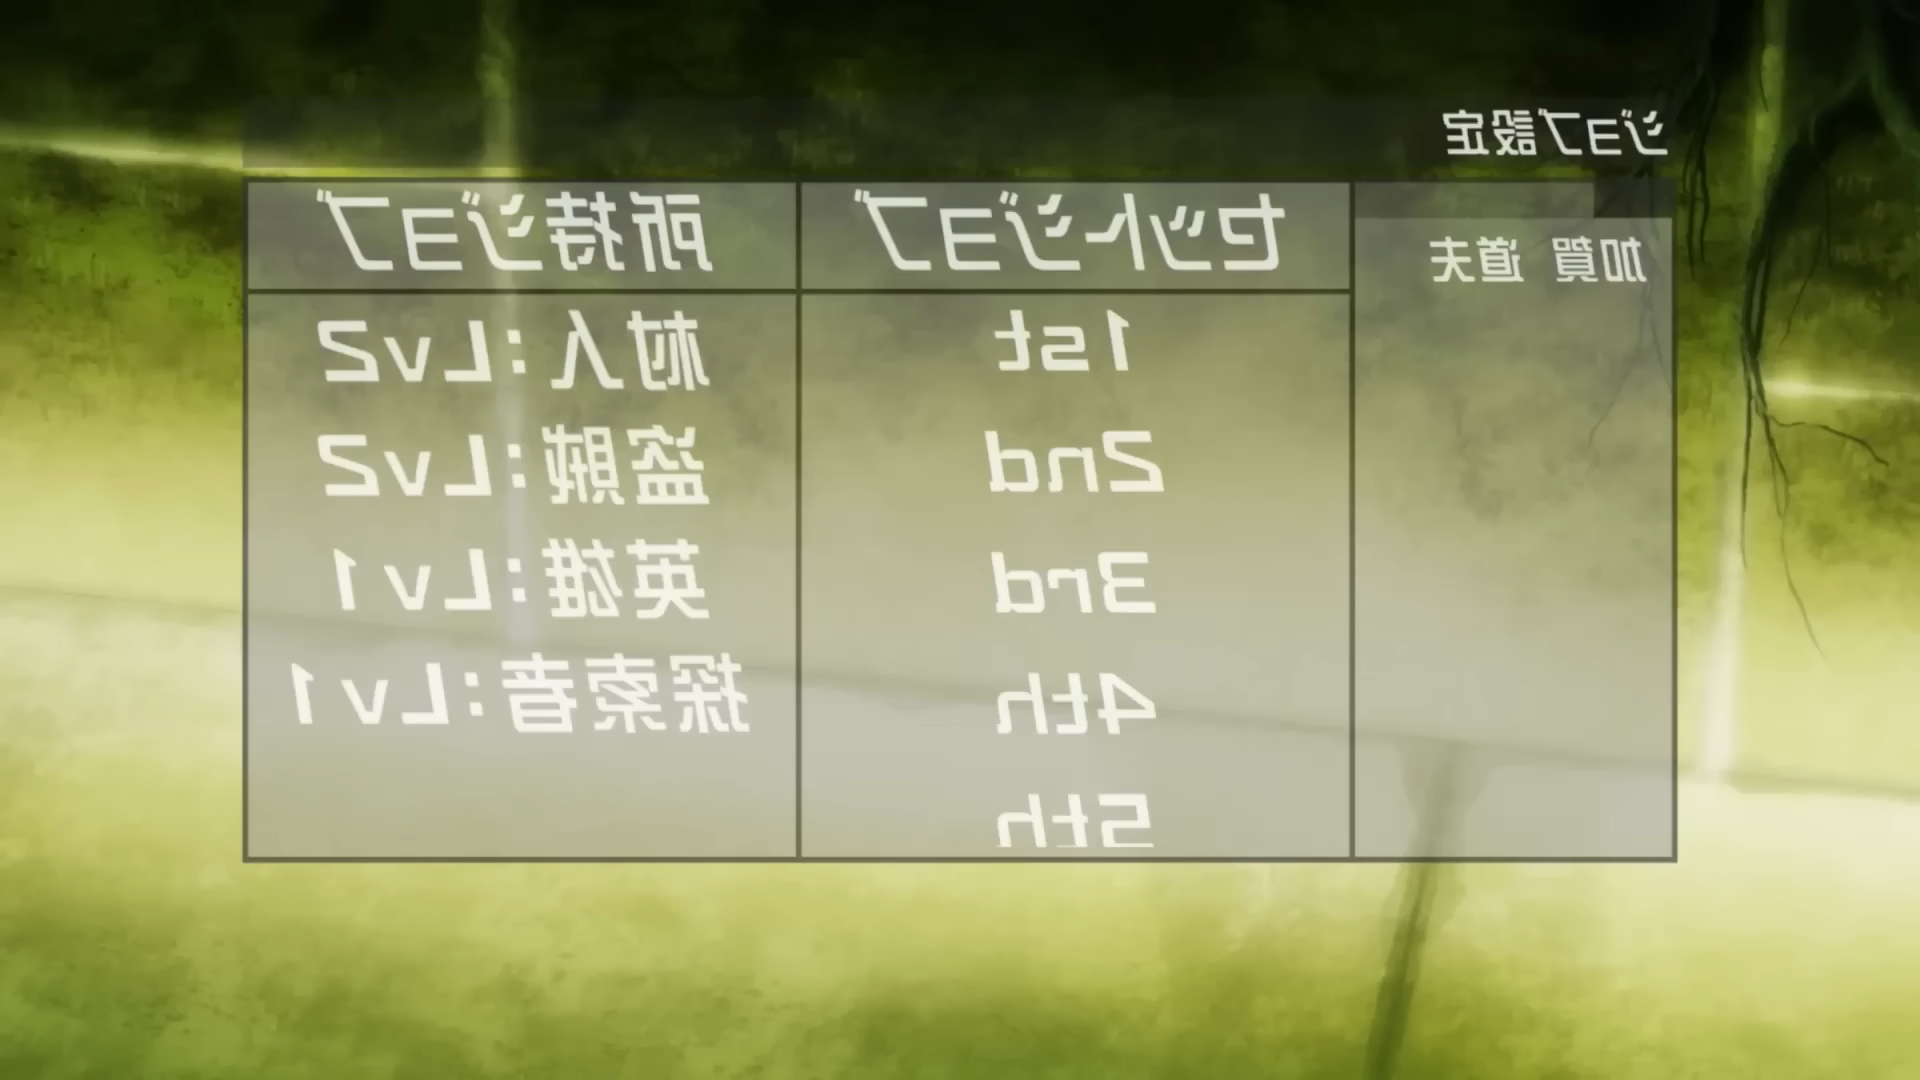 ジョブ設定
加賀 道夫
セットジョブ
1st
2nd
3rd
4th
5th
所持ジョブ
村人:Lv2
盗賊:Lv2
英雄:Lv1
探索者:Lv1